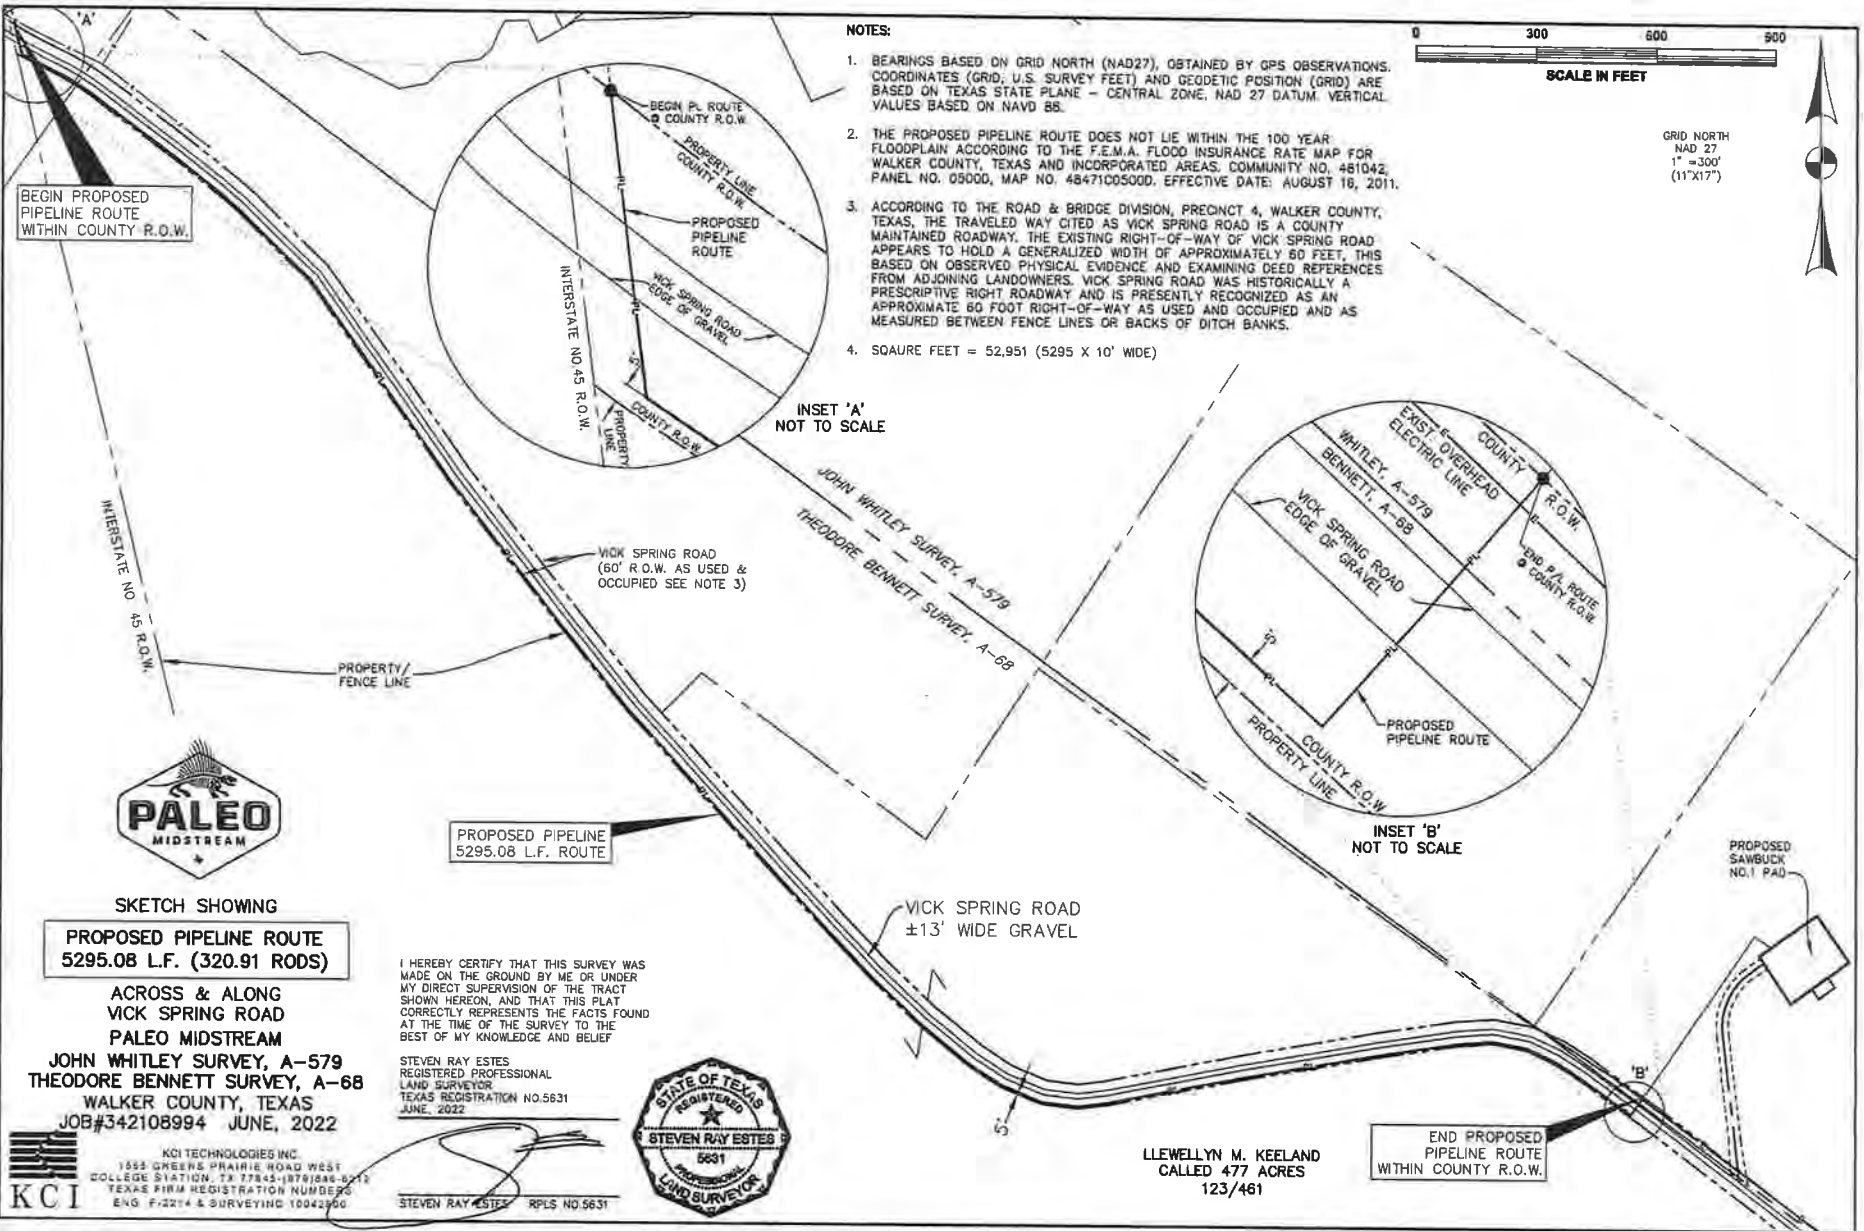 'A'
BEGIN PROPOSED
PIPELINE ROUTE
WITHIN COUNTY R.O.W.
INTERSTATE NO 45 R.O.W.
BEGIN PL ROUTE
@ COUNTY R.O.W.
PROPERTY LINE
COUNTY R.O.W.
PL
PROPOSED
PIPELINE
ROUTE
INTERSTATE NO.45 R.O.W.
VICK SPRING ROAD
EDGE OF GRAVEL
PL
5'
COUNTY R.O.W.
PROPERTY
LINE
INSET 'A'
NOT TO SCALE
NOTES:
1. BEARINGS BASED ON GRID NORTH (NAD27), OBTAINED BY GPS OBSERVATIONS.
COORDINATES (GRID, U.S. SURVEY FEET) AND GEODETIC POSITION (GRID) ARE
BASED ON TEXAS STATE PLANE – CENTRAL ZONE, NAD 27 DATUM. VERTICAL
VALUES BASED ON NAVD 88.
2. THE PROPOSED PIPELINE ROUTE DOES NOT LIE WITHIN THE 100 YEAR
FLOODPLAIN ACCORDING TO THE F.E.M.A. FLOOD INSURANCE RATE MAP FOR
WALKER COUNTY, TEXAS AND INCORPORATED AREAS. COMMUNITY NO. 481042,
PANEL NO. 0500D, MAP NO. 48471C0500D. EFFECTIVE DATE: AUGUST 16, 2011.
3. ACCORDING TO THE ROAD & BRIDGE DIVISION, PRECINCT 4, WALKER COUNTY,
TEXAS, THE TRAVELED WAY CITED AS VICK SPRING ROAD IS A COUNTY
MAINTAINED ROADWAY. THE EXISTING RIGHT-OF-WAY OF VICK SPRING ROAD
APPEARS TO HOLD A GENERALIZED WIDTH OF APPROXIMATELY 60 FEET, THIS
BASED ON OBSERVED PHYSICAL EVIDENCE AND EXAMINING DEED REFERENCES
FROM ADJOINING LANDOWNERS. VICK SPRING ROAD WAS HISTORICALLY A
PRESCRIPTIVE RIGHT ROADWAY AND IS PRESENTLY RECOGNIZED AS AN
APPROXIMATE 60 FOOT RIGHT-OF-WAY AS USED AND OCCUPIED AND AS
MEASURED BETWEEN FENCE LINES OR BACKS OF DITCH BANKS.
4. SQAURE FEET = 52,951 (5295 X 10' WIDE)
0 300 600 900
SCALE IN FEET
GRID NORTH
NAD 27
1" =300'
(11"X17")
EXIST. OVERHEAD
ELECTRIC LINE
COUNTY R.O.W.
WHITLEY, A-579
BENNETT, A-68
VICK SPRING ROAD
EDGE OF GRAVEL
END P/L ROUTE
@ COUNTY R.O.W.
E
E
PL
PL
PL
5'
PROPOSED
PIPELINE ROUTE
COUNTY R.O.W
PROPERTY LINE
INSET 'B'
NOT TO SCALE
JOHN WHITLEY SURVEY, A-579
THEODORE BENNETT SURVEY, A-68
VICK SPRING ROAD
(60' R.O.W. AS USED &
OCCUPIED SEE NOTE 3)
PROPERTY/
FENCE LINE
PL
PL
PL
PROPOSED PIPELINE
5295.08 L.F. ROUTE
VICK SPRING ROAD
±13' WIDE GRAVEL
5'
PL
PL
PROPOSED
SAWBUCK
NO.1 PAD
'B'
END PROPOSED
PIPELINE ROUTE
WITHIN COUNTY R.O.W.
LLEWELLYN M. KEELAND
CALLED 477 ACRES
123/461
PALEO
MIDSTREAM
SKETCH SHOWING
PROPOSED PIPELINE ROUTE
5295.08 L.F. (320.91 RODS)
ACROSS & ALONG
VICK SPRING ROAD
PALEO MIDSTREAM
JOHN WHITLEY SURVEY, A-579
THEODORE BENNETT SURVEY, A-68
WALKER COUNTY, TEXAS
JOB#342108994 JUNE, 2022
KCI
KCI TECHNOLOGIES INC.
GREENS PRAIRIE ROAD WEST
COLLEGE STATION, TX
TEXAS FIRM REGISTRATION NUMBERS
I HEREBY CERTIFY THAT THIS SURVEY WAS
MADE ON THE GROUND BY ME OR UNDER
MY DIRECT SUPERVISION OF THE TRACT
SHOWN HEREON, AND THAT THIS PLAT
CORRECTLY REPRESENTS THE FACTS FOUND
AT THE TIME OF THE SURVEY TO THE
BEST OF MY KNOWLEDGE AND BELIEF
STEVEN RAY ESTES
REGISTERED PROFESSIONAL
LAND SURVEYOR
TEXAS REGISTRATION NO.5631
JUNE, 2022
STEVEN RAY ESTES RPLS NO.5631
STATE OF TEXAS
REGISTERED
STEVEN RAY ESTES
5631
PROFESSIONAL
LAND SURVEYOR